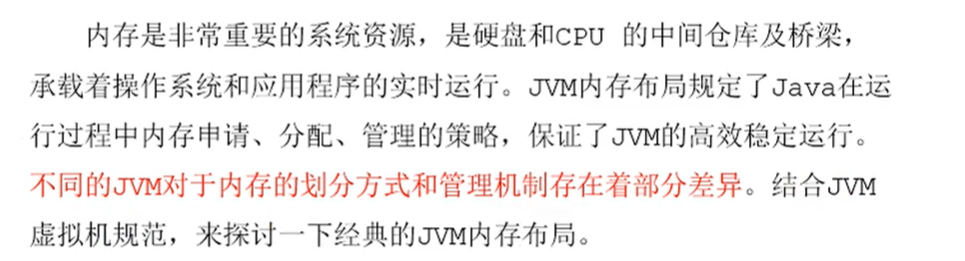 内存是非常重要的系统资源，是硬盘和CPU 的中间仓库及桥梁，
承载着操作系统和应用程序的实时运行。JVM内存布局规定了Java在运
行过程中内存申请、分配、管理的策略，保证了JVM的高效稳定运行。
不同的JVM对于内存的划分方式和管理机制存在着部分差异。结合JVM
虚拟机规范，来探讨一下经典的JVM内存布局。